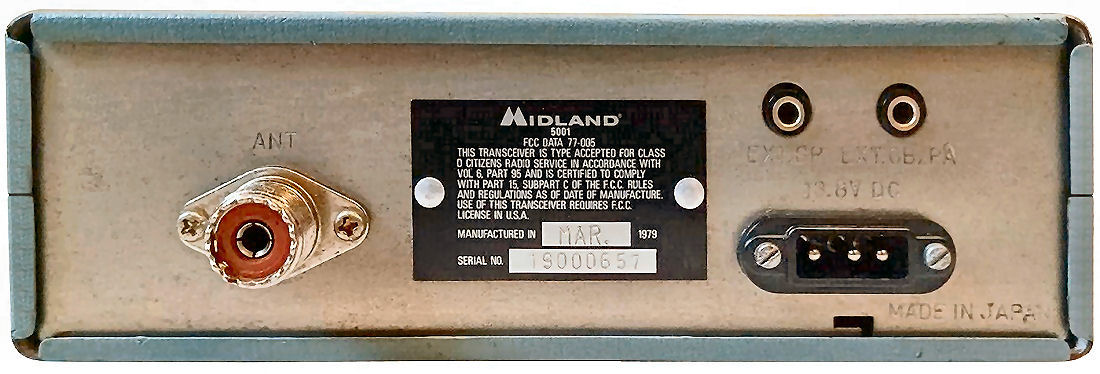 ANT
MIDLAND®
5001
FCC DATA 77-005
THIS TRANSCEIVER IS TYPE ACCEPTED FOR CLASS
D CITIZENS RADIO SERVICE IN ACCORDANCE WITH
VOL 6, PART 95 AND IS CERTIFIED TO COMPLY
WITH PART 15, SUBPART C OF THE F.C.C. RULES
AND REGULATIONS AS OF DATE OF MANUFACTURE.
USE OF THIS TRANSCEIVER REQUIRES F.C.C.
LICENSE IN U.S.A.
MANUFACTURED IN MAR. 1979
SERIAL NO. 19000657
EXT.SP. EXT.CB.PA
13.8V DC
MADE IN JAPAN